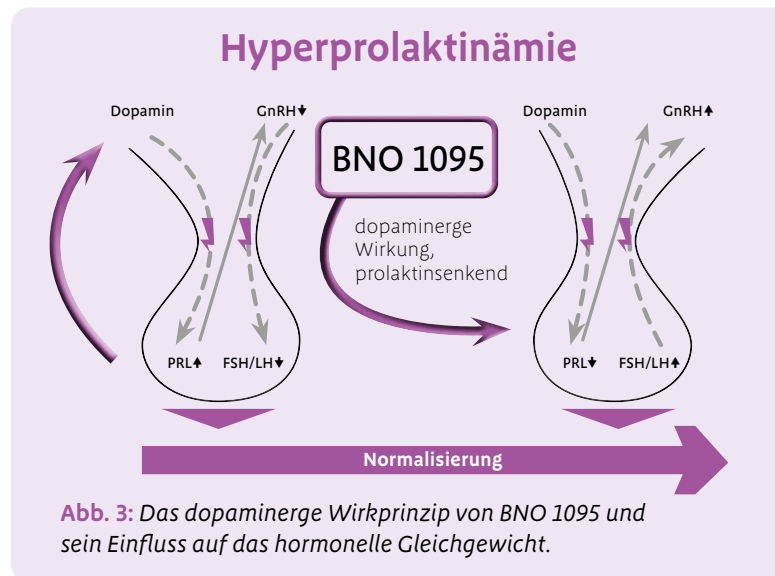 Hyperprolaktinämie
Dopamin
GnRH↓
BNO 1095
Dopamin
GnRH↑
dopaminerge
Wirkung,
prolaktinsenkend
PRL↑
FSH/LH↓
PRL↓
FSH/LH↑
Normalisierung
Abb. 3: Das dopaminerge Wirkprinzip von BNO 1095 und
sein Einfluss auf das hormonelle Gleichgewicht.